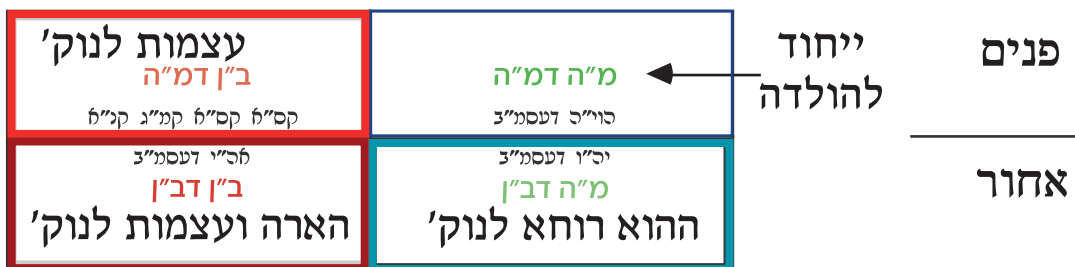 פנים
ייחוד
להולדה
מ״ה דמ״ה
הוי״ה דעסמ״ב
עצמות לנוק׳
ב״ן דמ״ה
קס״א קס״א קמ״ג קנ״א
אחור
יה״ו דעסמ״ב
מ״ה דב״ן
ההוא רוחא לנוק׳
אה״י דעסמ״ב
ב״ן דב״ן
הארה ועצמות לנוק׳